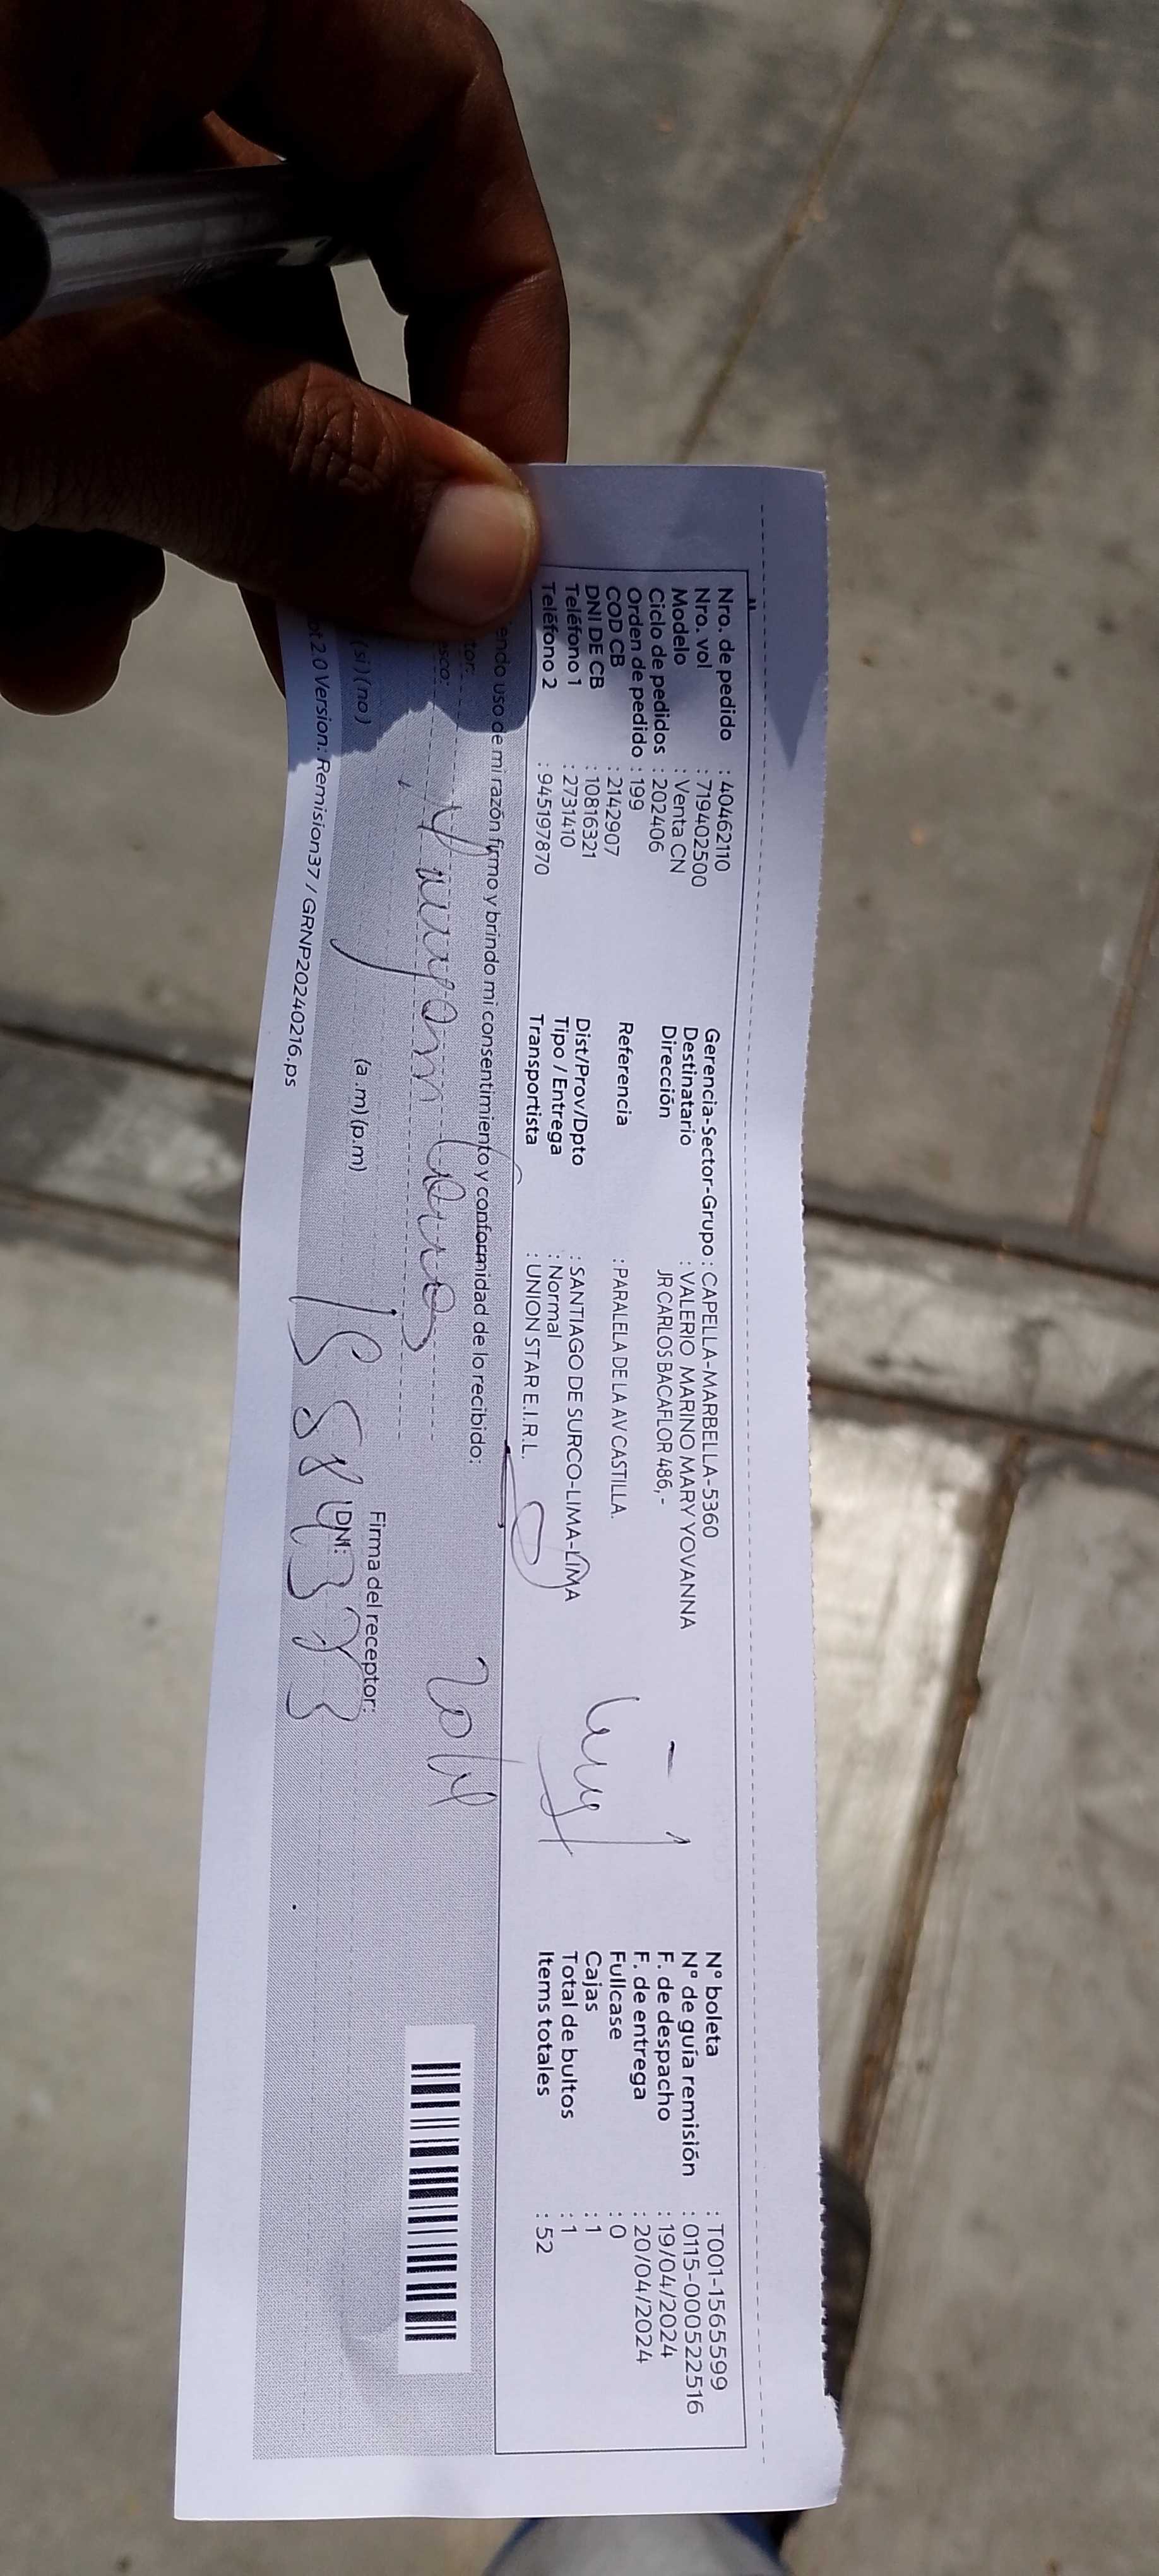 Nro. de pedido : 40462110
Nro. vol : 719402500
Modelo : Venta CN
Ciclo de pedidos : 202406
Orden de pedido : 199
COD CB : 2142907
DNI DE CB : 10816321
Teléfono 1 : 2731410
Teléfono 2 : 945197870
Gerencia-Sector-Grupo : CAPELLA-MARBELLA-5360
Destinatario : VALERIO MARINO MARY YOVANNA
Dirección JR CARLOS BACAFLOR 486,-
Referencia : PARALELA DE LA AV CASTILLA.
Dist/Prov/Dpto : SANTIAGO DE SURCO-LIMA-LIMA
Tipo / Entrega : Normal
Transportista : UNION STAR E.I.R.L.
N° boleta : T001-1565599
N° de guía remisión : 0115-000522516
F. de despacho : 19/04/2024
F. de entrega : 20/04/2024
Fullcase : 0
Cajas : 1
Total de bultos : 1
Items totales : 52
endo uso de mi razón firmo y brindo mi consentimiento y conformidad de lo recibido:
tor:
esco:
(si) (no) (a .m) (p.m) Firma del receptor:
DNI:
ot 2.0 Version: Remision37 / GRNP20240216.ps